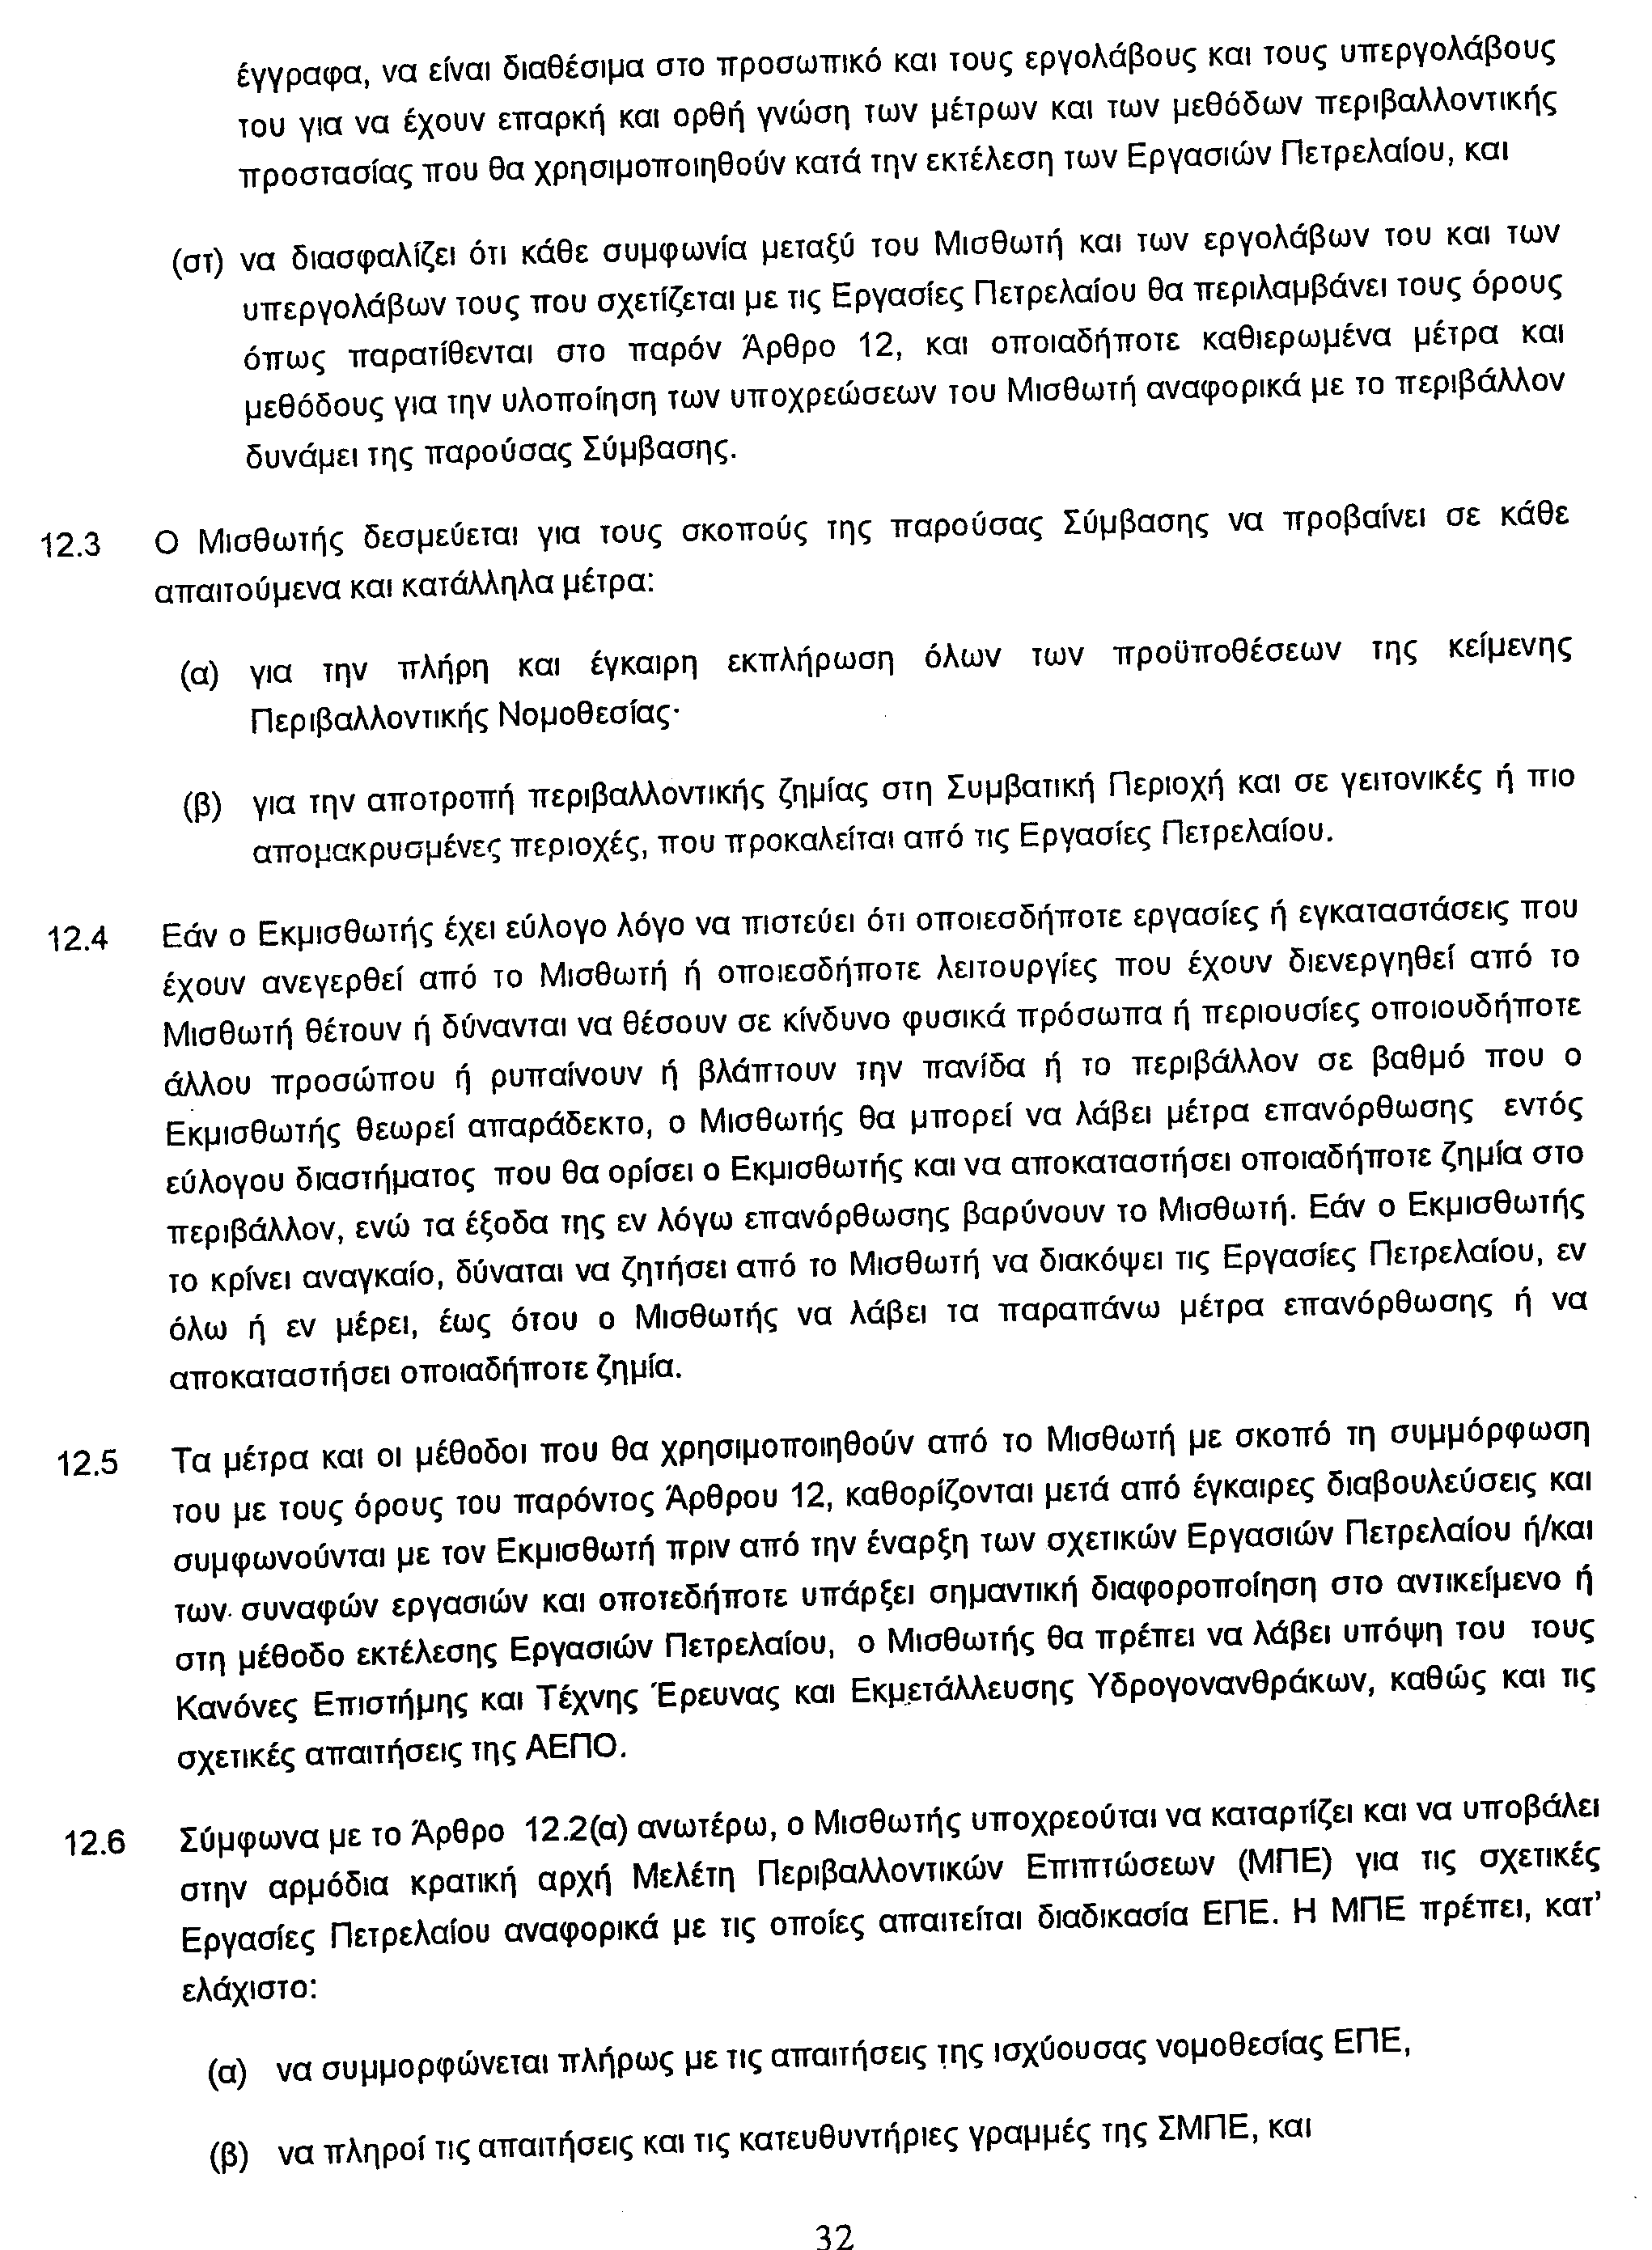 έγγραφα, να είναι διαθέσιμα στο προσωπικό και τους εργολάβους και τους υπεργολάβους
του για να έχουν επαρκή και ορθή γνώση των μέτρων και των μεθόδων περιβαλλοντικής
προστασίας που θα χρησιμοποιηθούν κατά την εκτέλεση των Εργασιών Πετρελαίου, και
(στ) να διασφαλίζει ότι κάθε συμφωνία μεταξύ του Μισθωτή και των εργολάβων του και των
υπεργολάβων τους που σχετίζεται με τις Εργασίες Πετρελαίου θα περιλαμβάνει τους όρους
όπως παρατίθενται στο παρόν Άρθρο 12, και οποιαδήποτε καθιερωμένα μέτρα και
μεθόδους για την υλοποίηση των υποχρεώσεων του Μισθωτή αναφορικά με το περιβάλλον
δυνάμει της παρούσας Σύμβασης.
12.3 Ο Μισθωτής δεσμεύεται για τους σκοπούς της παρούσας Σύμβασης να προβαίνει σε κάθε
απαιτούμενα και κατάλληλα μέτρα:
(α) για την πλήρη και έγκαιρη εκπλήρωση όλων των προϋποθέσεων της κείμενης
Περιβαλλοντικής Νομοθεσίας·
(β) για την αποτροπή περιβαλλοντικής ζημίας στη Συμβατική Περιοχή και σε γειτονικές ή πιο
απομακρυσμένες περιοχές, που προκαλείται από τις Εργασίες Πετρελαίου.
12.4 Εάν ο Εκμισθωτής έχει εύλογο λόγο να πιστεύει ότι οποιεσδήποτε εργασίες ή εγκαταστάσεις που
έχουν ανεγερθεί από το Μισθωτή ή οποιεσδήποτε λειτουργίες που έχουν διενεργηθεί από το
Μισθωτή θέτουν ή δύνανται να θέσουν σε κίνδυνο φυσικά πρόσωπα ή περιουσίες οποιουδήποτε
άλλου προσώπου ή ρυπαίνουν ή βλάπτουν την πανίδα ή το περιβάλλον σε βαθμό που ο
Εκμισθωτής θεωρεί απαράδεκτο, ο Μισθωτής θα μπορεί να λάβει μέτρα επανόρθωσης εντός
εύλογου διαστήματος που θα ορίσει ο Εκμισθωτής και να αποκαταστήσει οποιαδήποτε ζημία στο
περιβάλλον, ενώ τα έξοδα της εν λόγω επανόρθωσης βαρύνουν το Μισθωτή. Εάν ο Εκμισθωτής
το κρίνει αναγκαίο, δύναται να ζητήσει από το Μισθωτή να διακόψει τις Εργασίες Πετρελαίου, εν
όλω ή εν μέρει, έως ότου ο Μισθωτής να λάβει τα παραπάνω μέτρα επανόρθωσης ή να
αποκαταστήσει οποιαδήποτε ζημία.
12.5 Τα μέτρα και οι μέθοδοι που θα χρησιμοποιηθούν από το Μισθωτή με σκοπό τη συμμόρφωση
του με τους όρους του παρόντος Άρθρου 12, καθορίζονται μετά από έγκαιρες διαβουλεύσεις και
συμφωνούνται με τον Εκμισθωτή πριν από την έναρξη των σχετικών Εργασιών Πετρελαίου ή/και
των συναφών εργασιών και οποτεδήποτε υπάρξει σημαντική διαφοροποίηση στο αντικείμενο ή
στη μέθοδο εκτέλεσης Εργασιών Πετρελαίου, ο Μισθωτής θα πρέπει να λάβει υπόψη του τους
Κανόνες Επιστήμης και Τέχνης Έρευνας και Εκμετάλλευσης Υδρογονανθράκων, καθώς και τις
σχετικές απαιτήσεις της ΑΕΠΟ.
12.6 Σύμφωνα με το Άρθρο 12.2(α) ανωτέρω, ο Μισθωτής υποχρεούται να καταρτίζει και να υποβάλει
στην αρμόδια κρατική αρχή Μελέτη Περιβαλλοντικών Επιπτώσεων (ΜΠΕ) για τις σχετικές
Εργασίες Πετρελαίου αναφορικά με τις οποίες απαιτείται διαδικασία ΕΠΕ. Η ΜΠΕ πρέπει, κατ’
ελάχιστο:
(α) να συμμορφώνεται πλήρως με τις απαιτήσεις της ισχύουσας νομοθεσίας ΕΠΕ,
(β) να πληροί τις απαιτήσεις και τις κατευθυντήριες γραμμές της ΣΜΠΕ, και
32